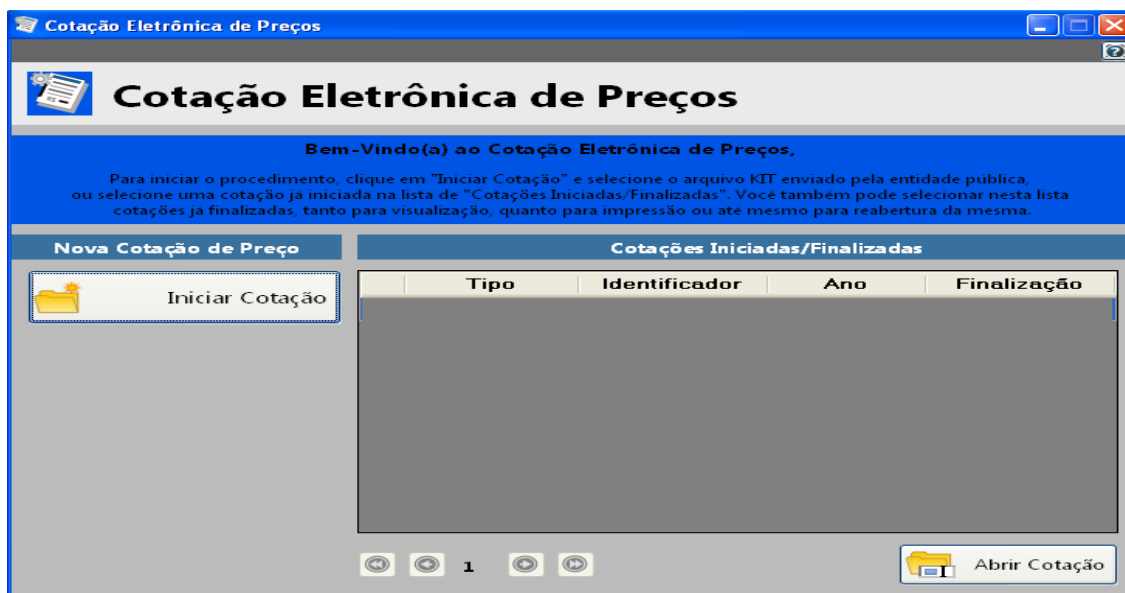 Cotação Eletrônica de Preços
Cotação Eletrônica de Preços
Bem-Vindo(a) ao Cotação Eletrônica de Preços,
Para iniciar o procedimento, clique em "Iniciar Cotação" e selecione o arquivo KIT enviado pela entidade pública,
ou selecione uma cotação já iniciada na lista de "Cotações Iniciadas/Finalizadas". Você também pode selecionar nesta lista
cotações já finalizadas, tanto para visualização, quanto para impressão ou até mesmo para reabertura da mesma.
Nova Cotação de Preço
Cotações Iniciadas/Finalizadas
Iniciar Cotação
Tipo Identificador Ano Finalização
1
Abrir Cotação